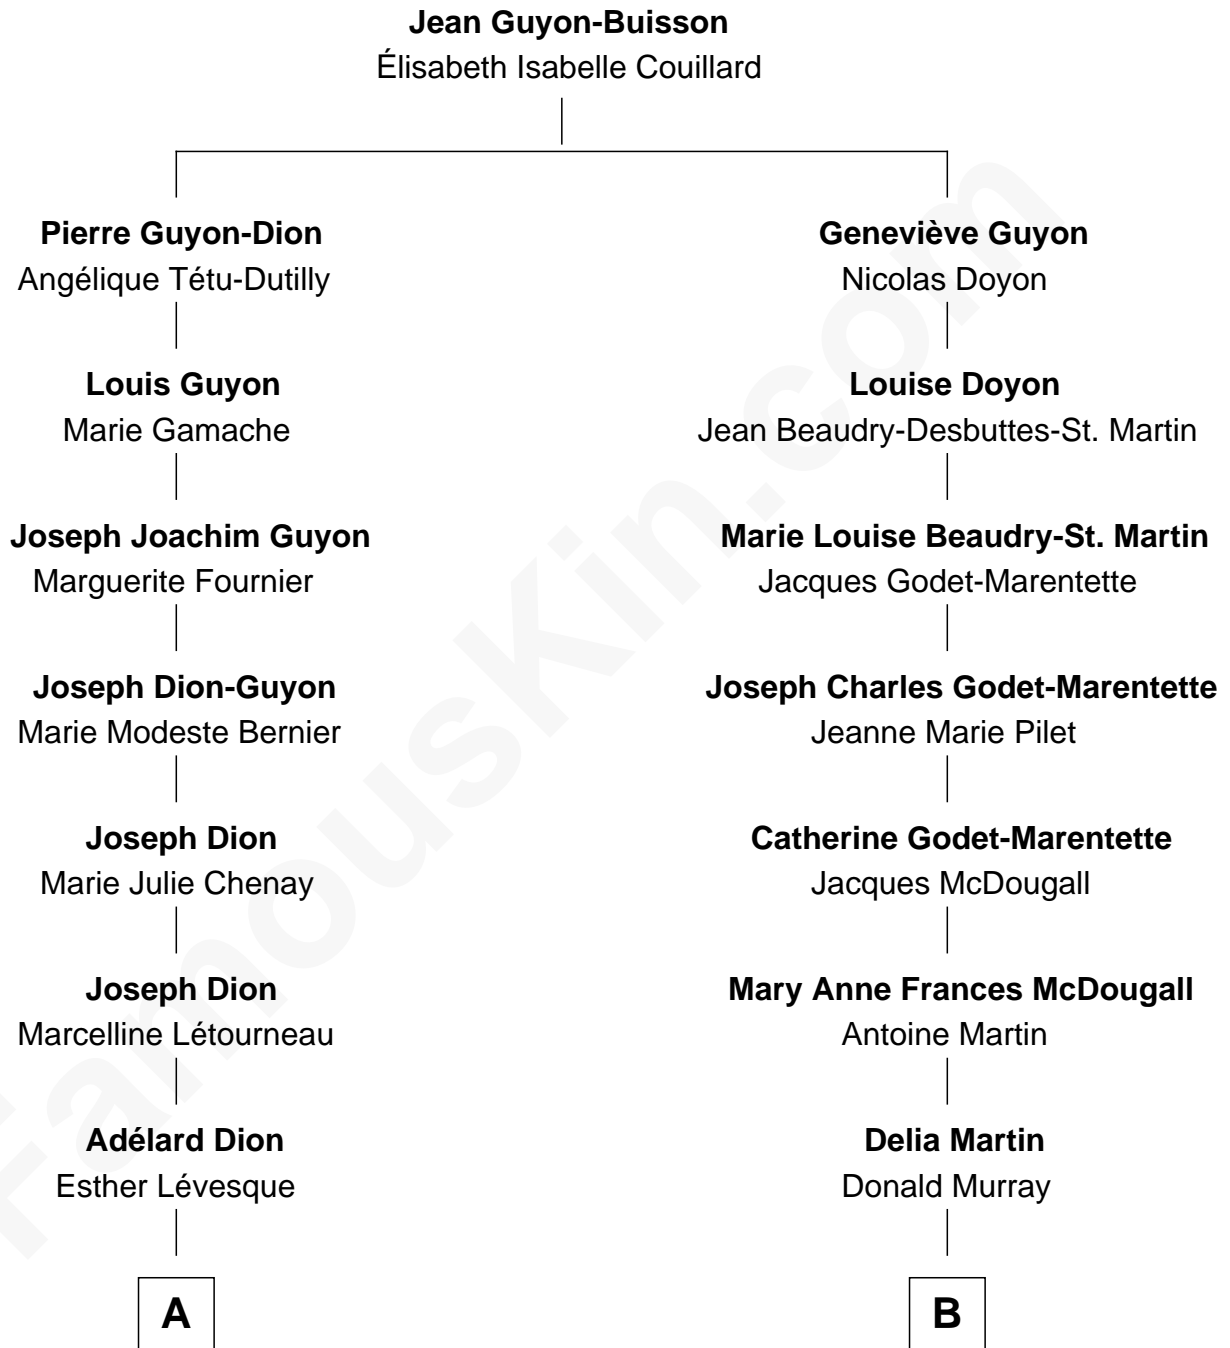 Jean Guyon-Buisson
Élisabeth Isabelle Couillard
Pierre Guyon-Dion
Angélique Tétu-Dutilly
Louis Guyon
Marie Gamache
Joseph Joachim Guyon
Marguerite Fournier
Joseph Dion-Guyon
Marie Modeste Bernier
Joseph Dion
Marie Julie Chenay
Joseph Dion
Marcelline Létourneau
Adélard Dion
Esther Lévesque
A
Geneviève Guyon
Nicolas Doyon
Louise Doyon
Jean Beaudry-Desbuttes-St. Martin
Marie Louise Beaudry-St. Martin
Jacques Godet-Marentette
Joseph Charles Godet-Marentette
Jeanne Marie Pilet
Catherine Godet-Marentette
Jacques McDougall
Mary Anne Frances McDougall
Antoine Martin
Delia Martin
Donald Murray
B
FamousKin.com